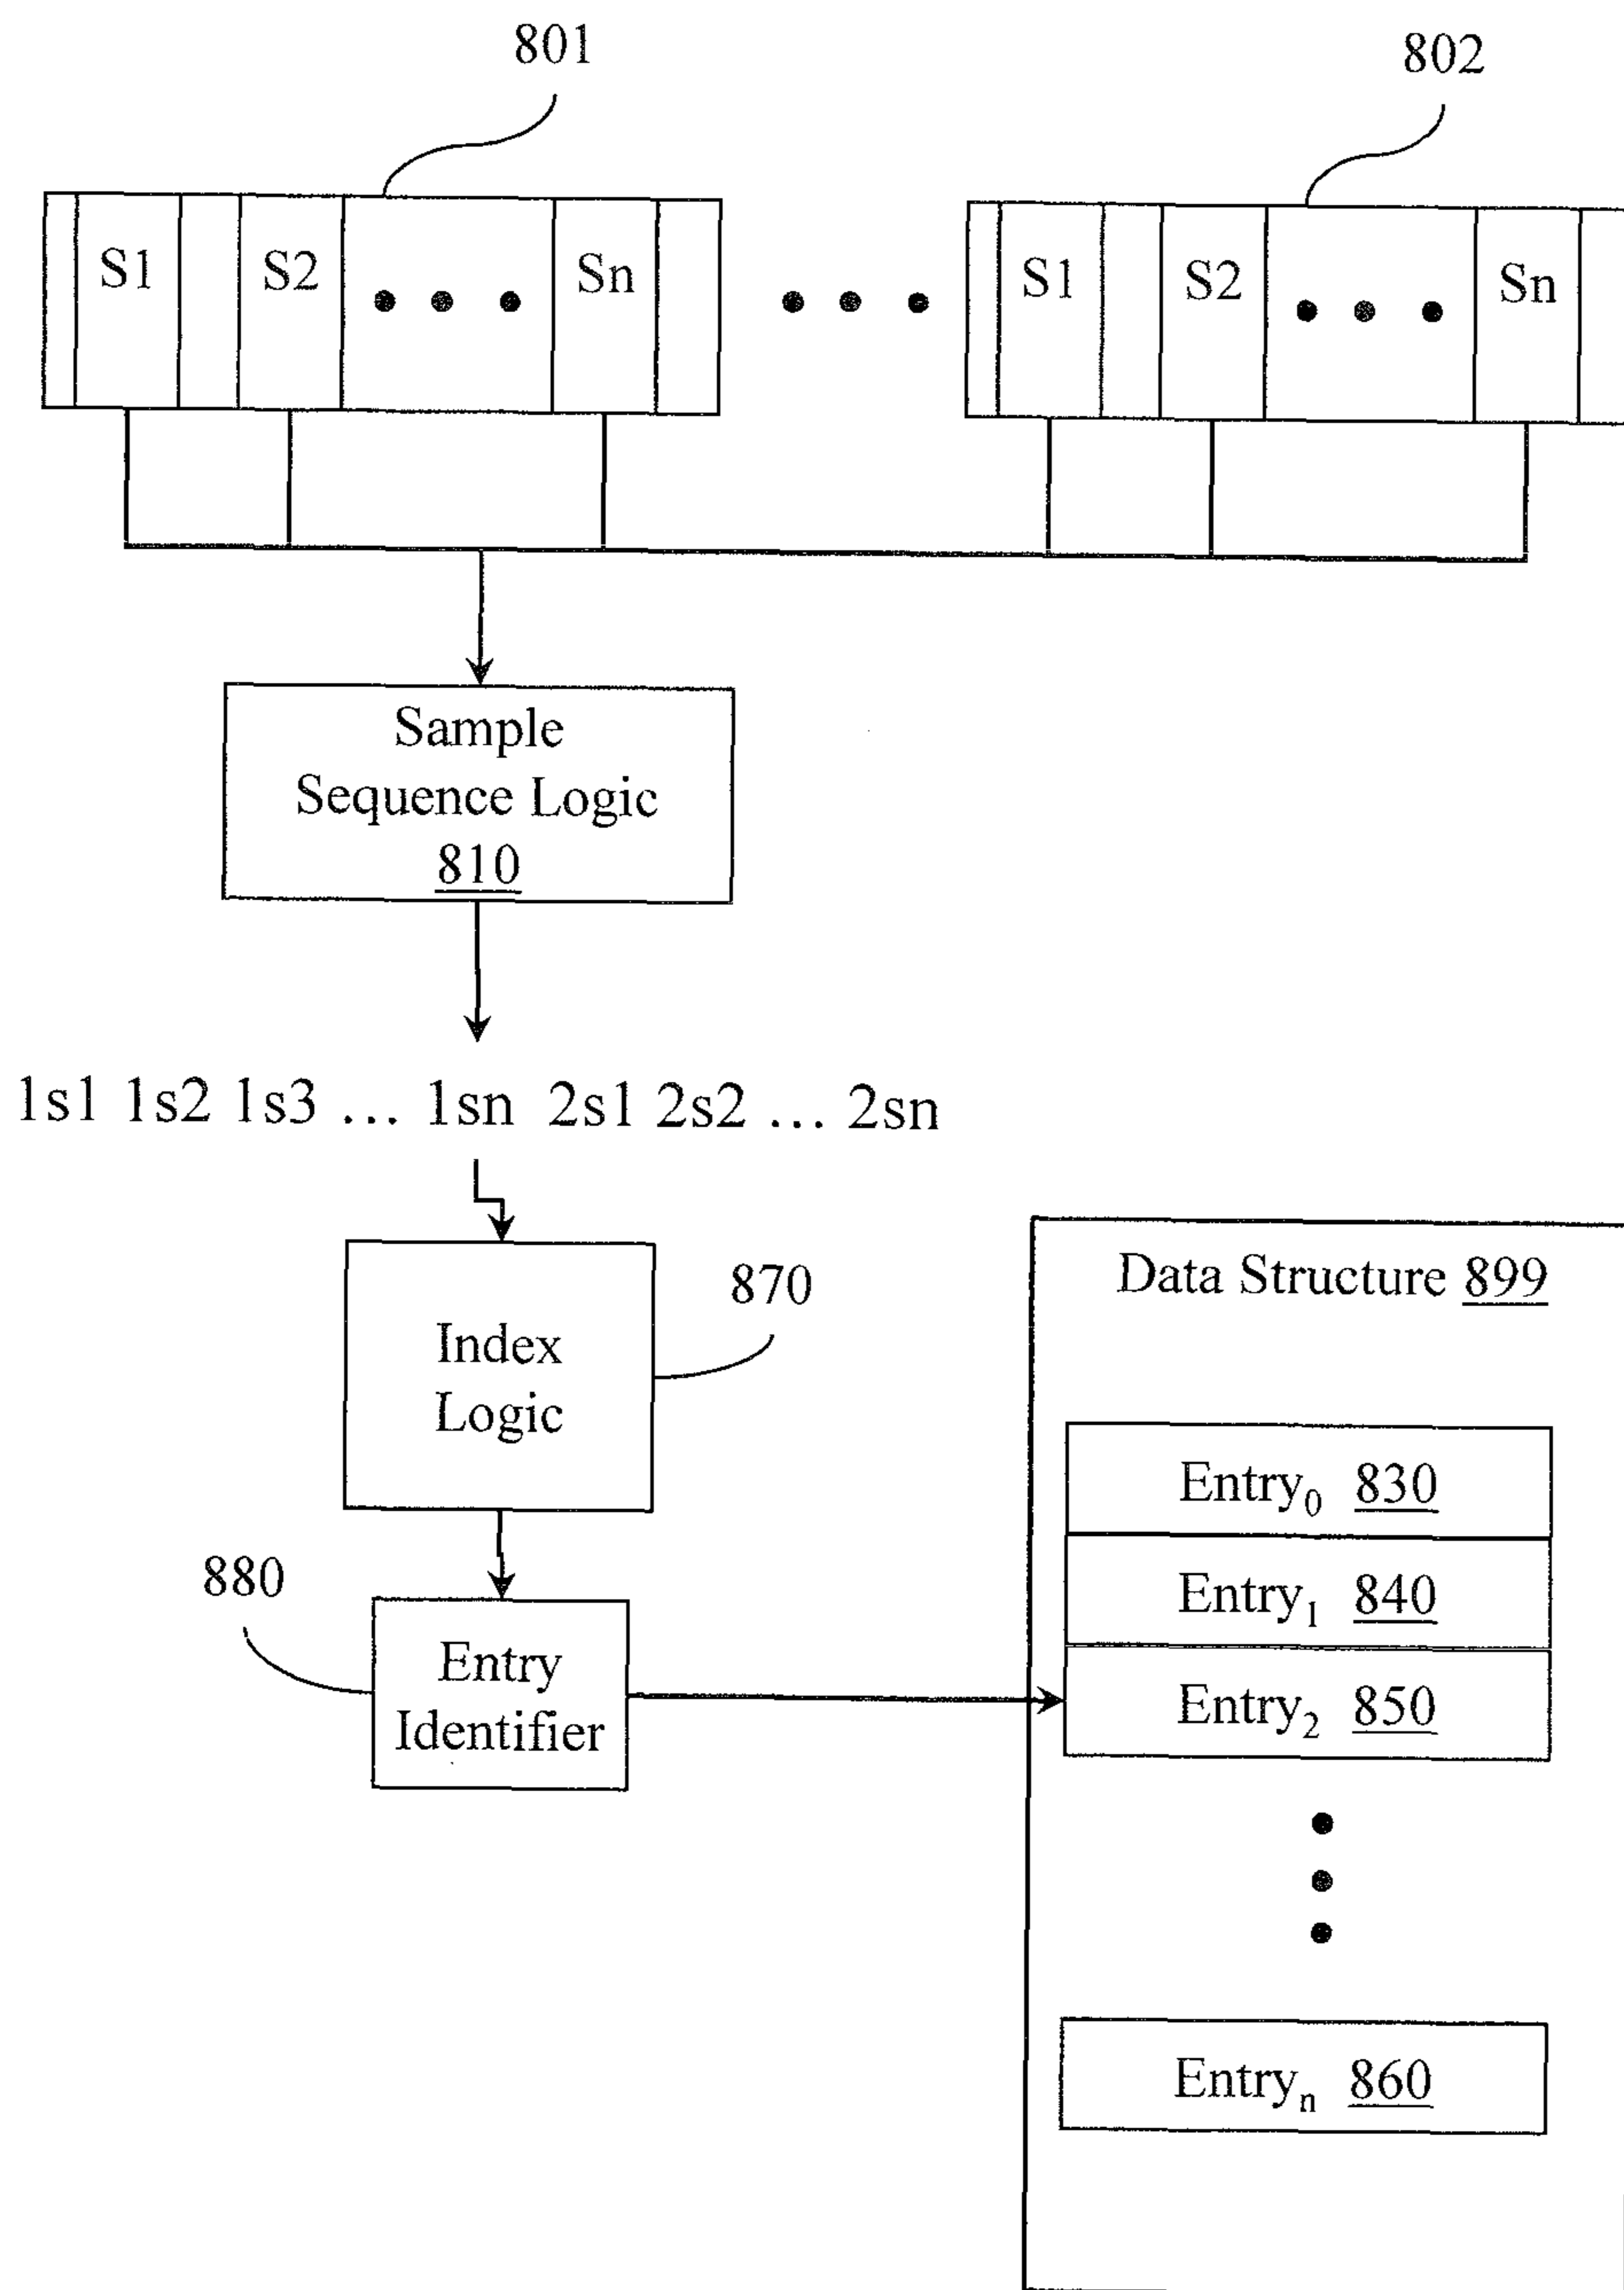 801
802
S1 S2 • • • Sn • • • S1 S2 • • • Sn
Sample
Sequence Logic
810
1s1 1s2 1s3 ... 1sn 2s1 2s2 ... 2sn
Index
Logic
870
Entry
Identifier
880
Data Structure 899
Entry0 830
Entry1 840
Entry2 850
Entryn 860